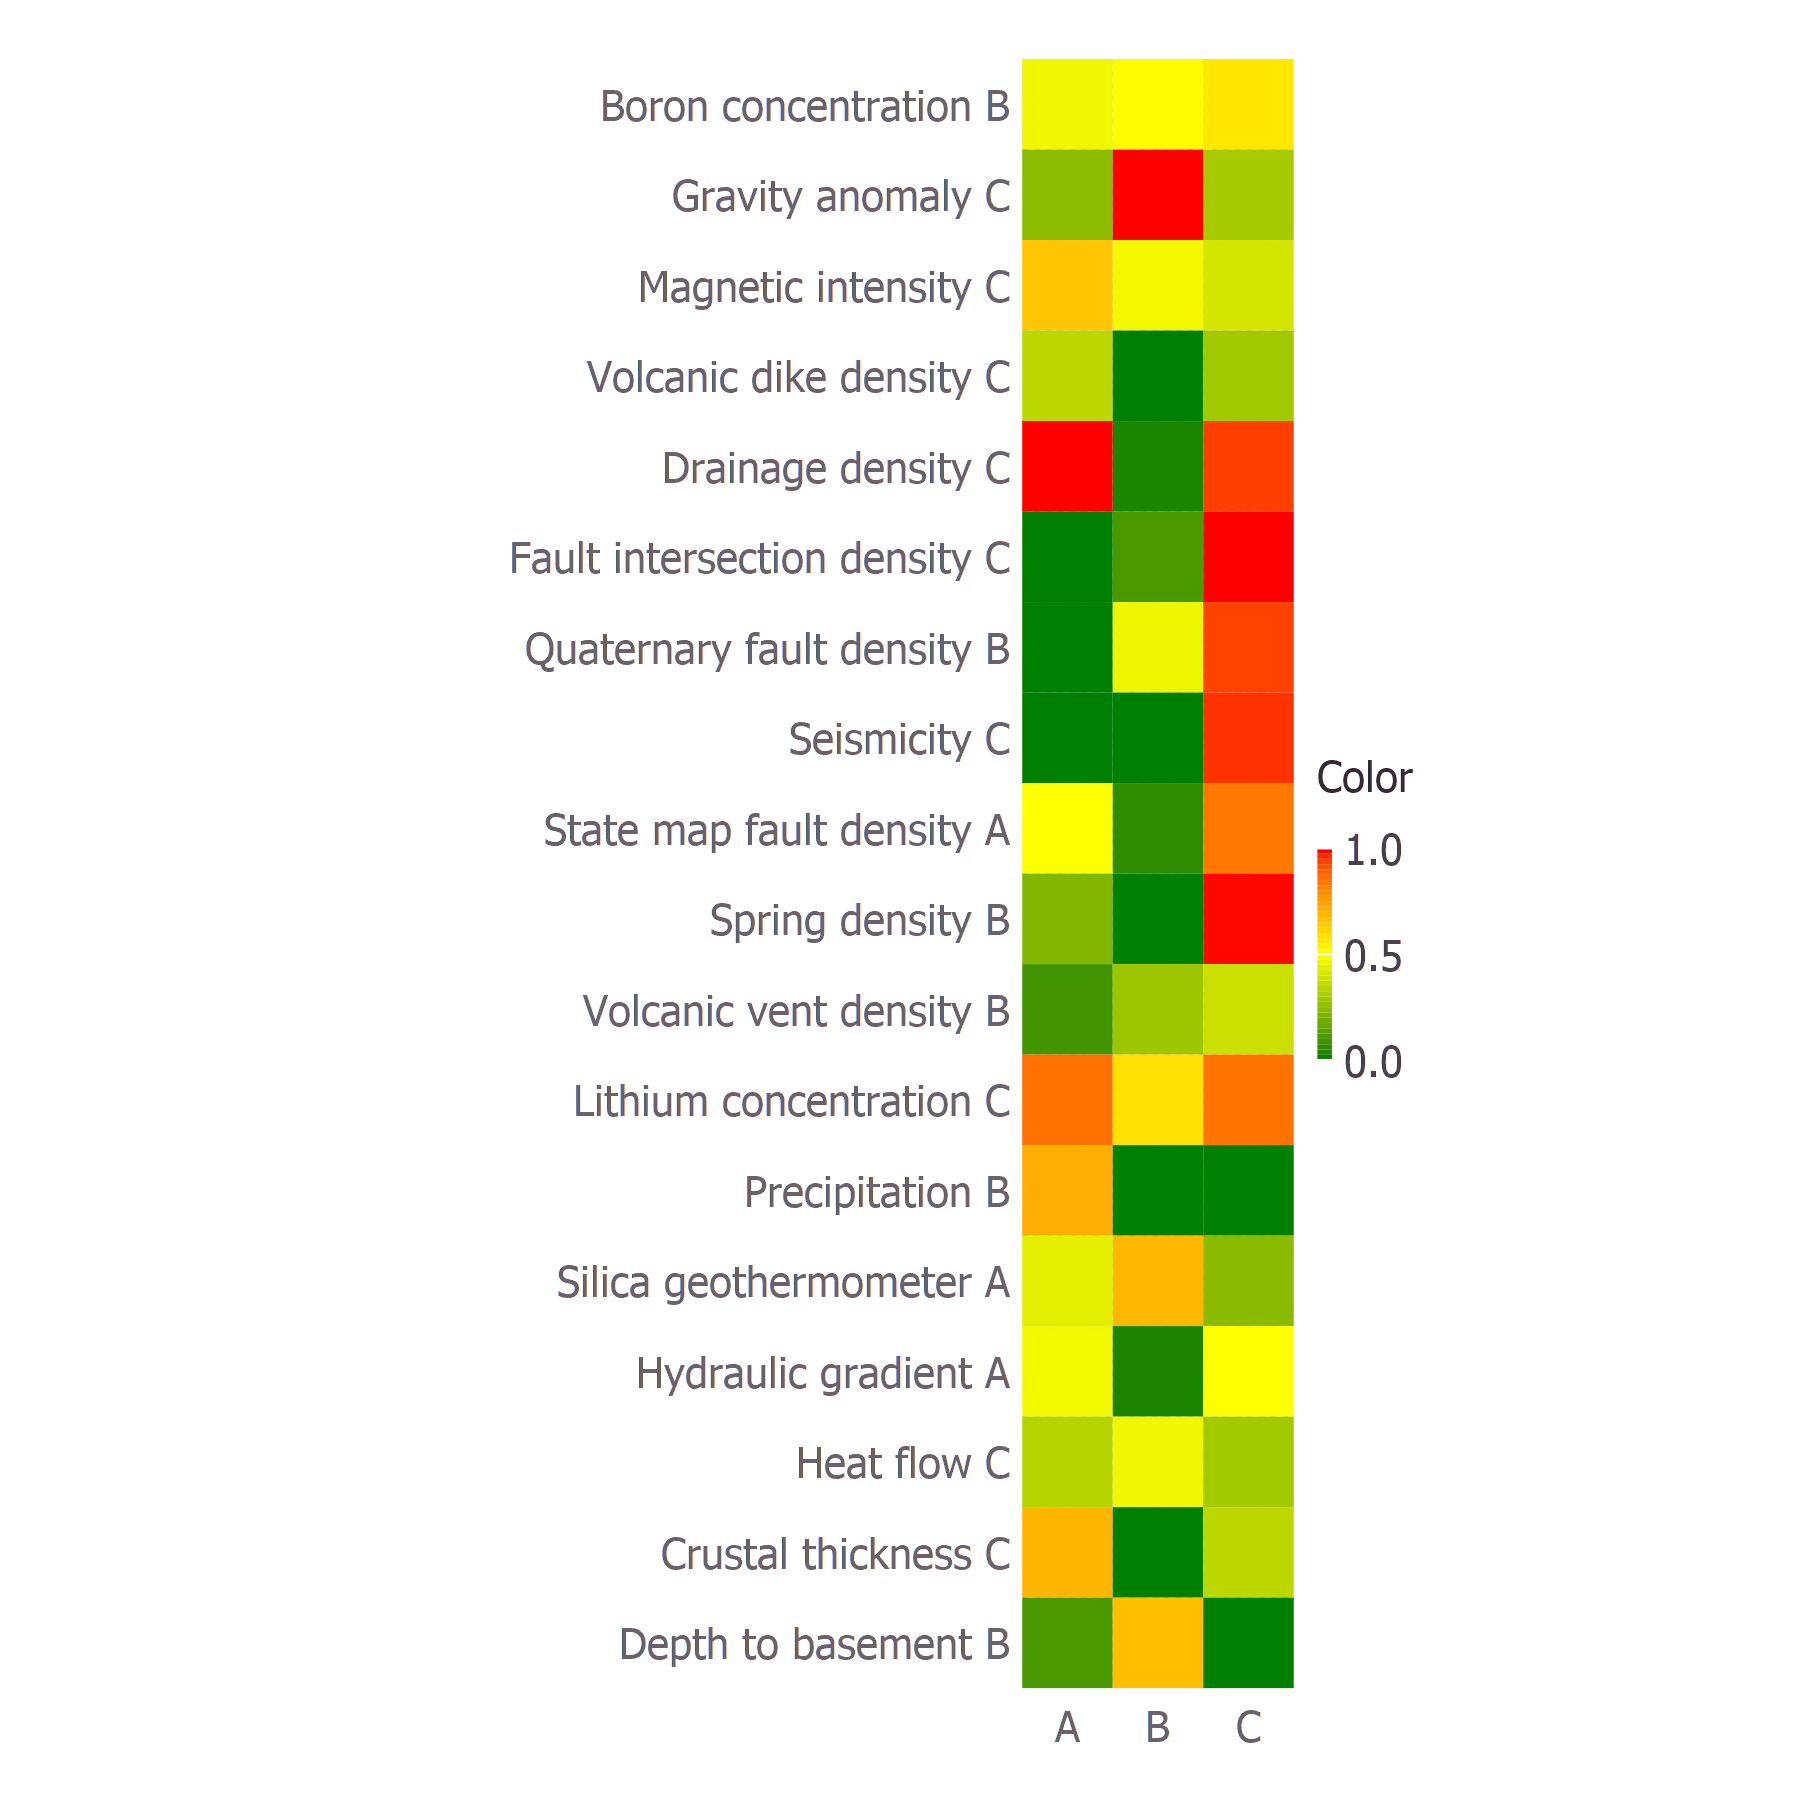 Boron concentration B
Gravity anomaly C
Magnetic intensity C
Volcanic dike density C
Drainage density C
Fault intersection density C
Quaternary fault density B
Seismicity C
State map fault density A
Spring density B
Volcanic vent density B
Lithium concentration C
Precipitation B
Silica geothermometer A
Hydraulic gradient A
Heat flow C
Crustal thickness C
Depth to basement B
A B C
Color
1.0
0.5
0.0